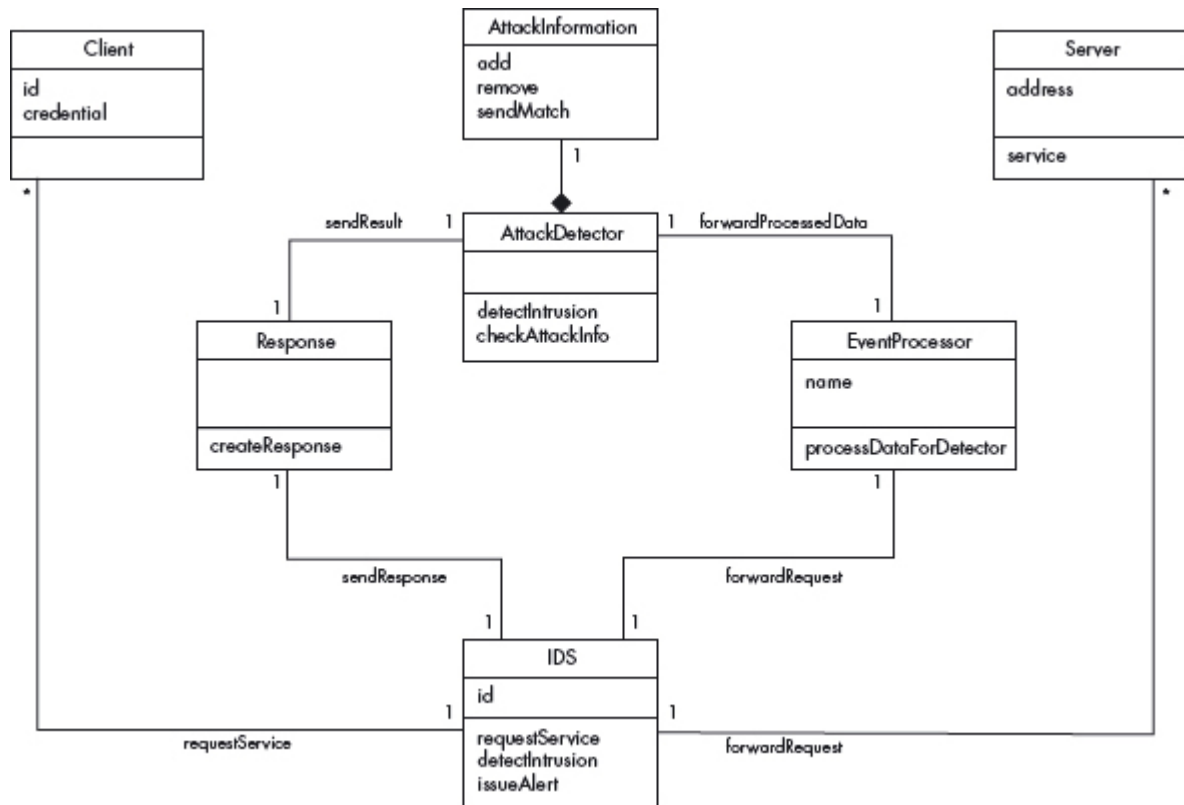 AttackInformation
add
remove
sendMatch
Client
id
credential
Server
address
service
1
*
*
sendResult
1
AttackDetector
1
forwardProcessedData
detectIntrusion
checkAttackInfo
1
1
Response
createResponse
EventProcessor
name
processDataForDetector
1
1
sendResponse
forwardRequest
1
1
IDS
id
requestService
detectIntrusion
issueAlert
1
1
requestService
forwardRequest